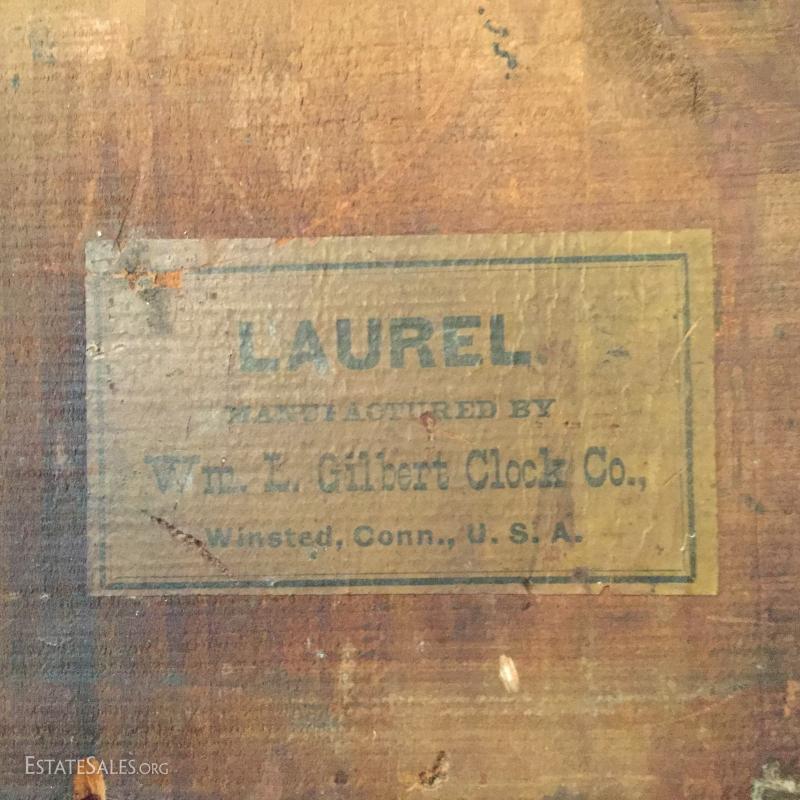 LAUREL.
MANUFACTURED BY
Wm. L. Gilbert Clock Co.,
Winsted, Conn., U. S. A.
ESTATESALES.ORG